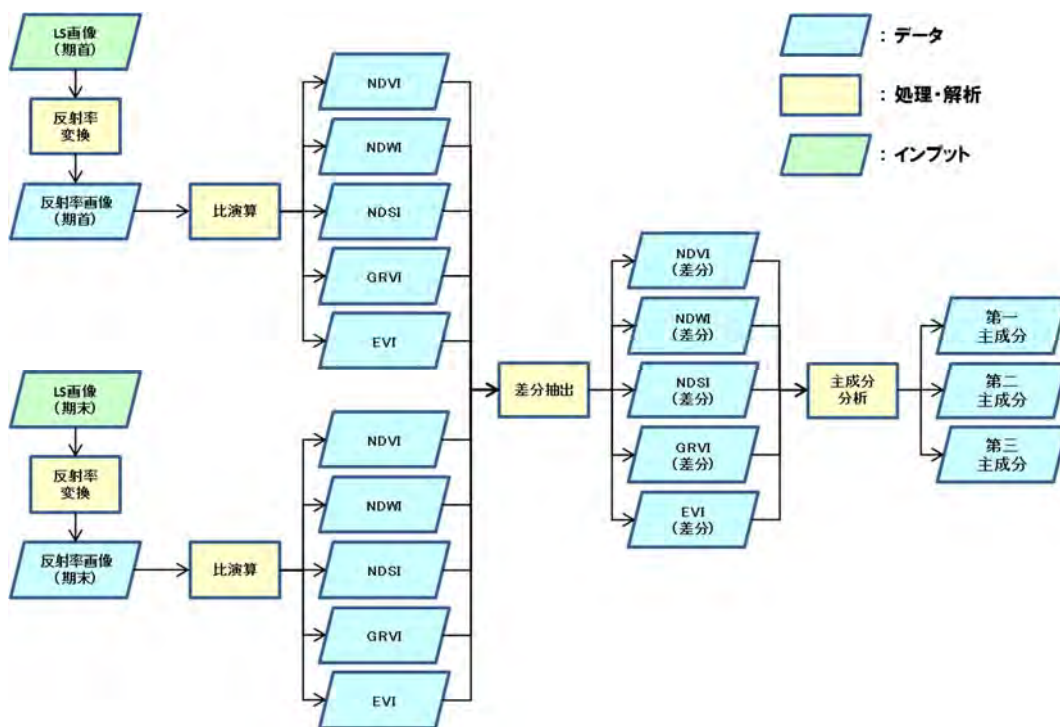 LS画像
(期首)
反射率
変換
反射率画像
(期首)
比演算
NDVI
NDWI
NDSI
GRVI
EVI
LS画像
(期末)
反射率
変換
反射率画像
(期末)
比演算
NDVI
NDWI
NDSI
GRVI
EVI
差分抽出
NDVI
(差分)
NDWI
(差分)
NDSI
(差分)
GRVI
(差分)
EVI
(差分)
主成分
分析
第一
主成分
第二
主成分
第三
主成分
：データ
：処理・解析
：インプット